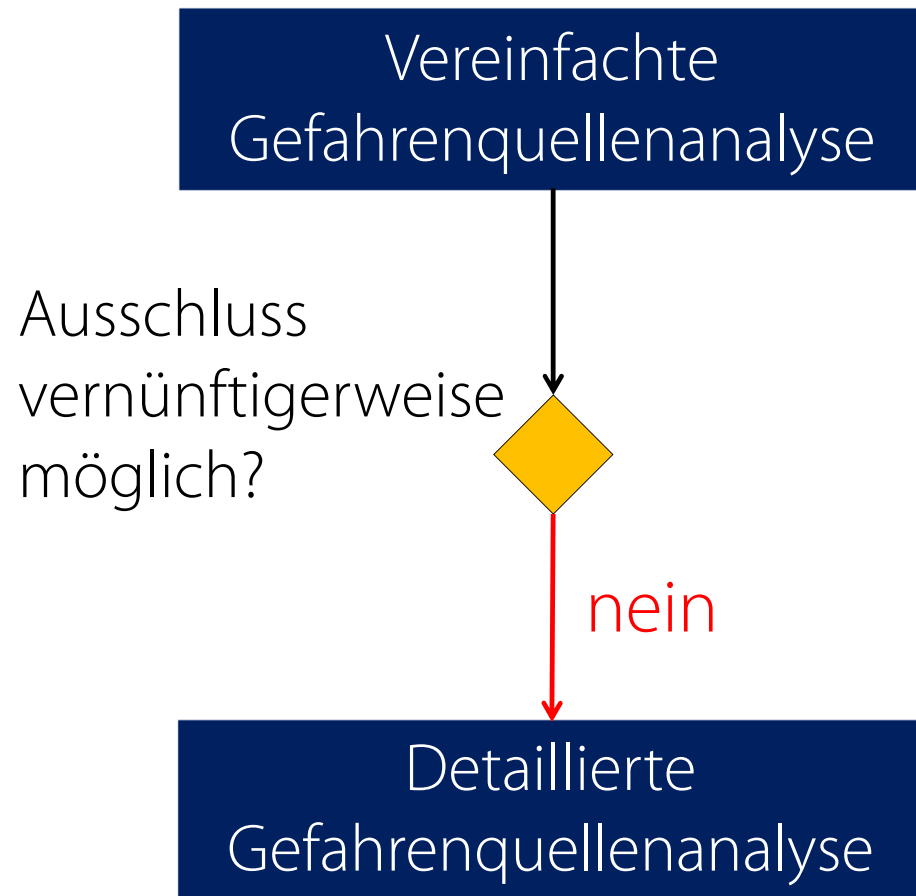 Vereinfachte
Gefahrenquellenanalyse
Ausschluss
vernünftigerweise
möglich?
nein
Detaillierte
Gefahrenquellenanalyse